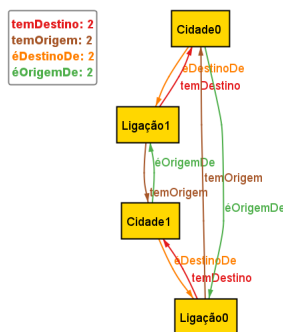 temDestino: 2
temOrigem: 2
éDestinoDe: 2
éOrigemDe: 2
Cidade0
éDestinoDe
temDestino
Ligação1
éOrigemDe
temOrigem
temOrigem
éOrigemDe
Cidade1
éDestinoDe
temDestino
Ligação0